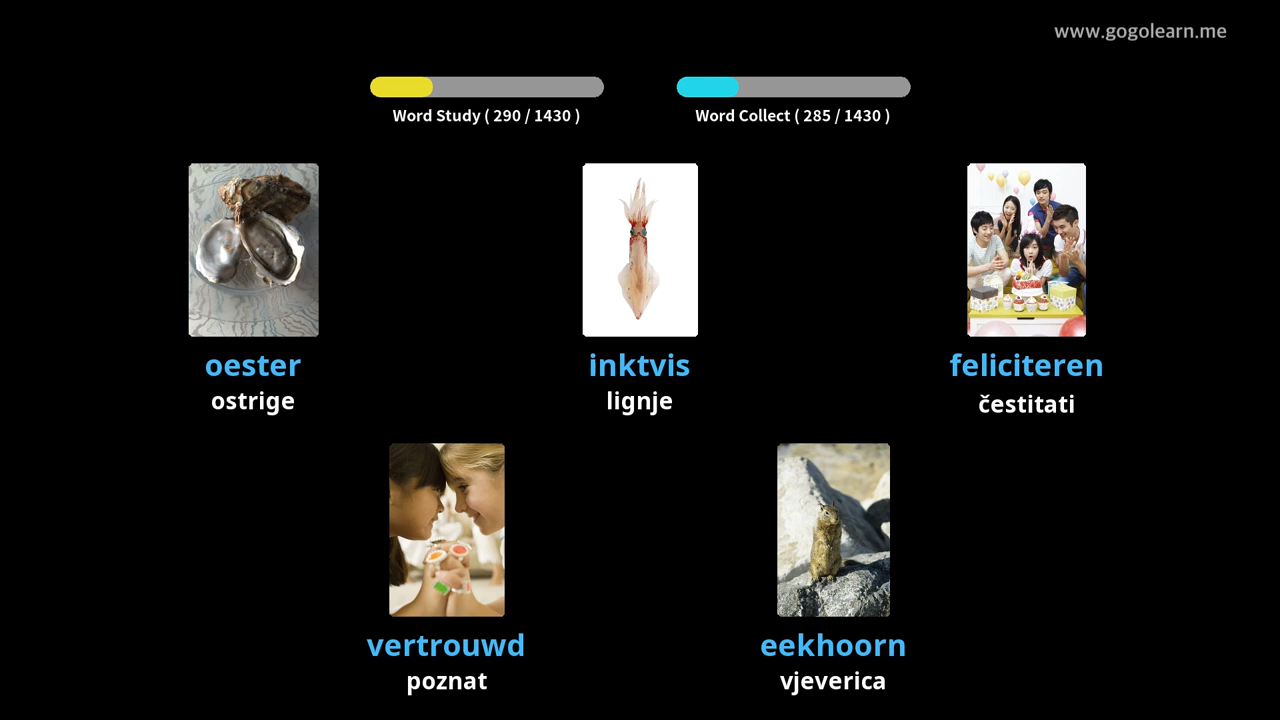 www.gogolearn.me
Word Study ( 290 / 1430 )
Word Collect ( 285 / 1430 )
oester
ostrige
inktvis
lignje
feliciteren
čestitati
vertrouwd
poznat
eekhoorn
vjeverica